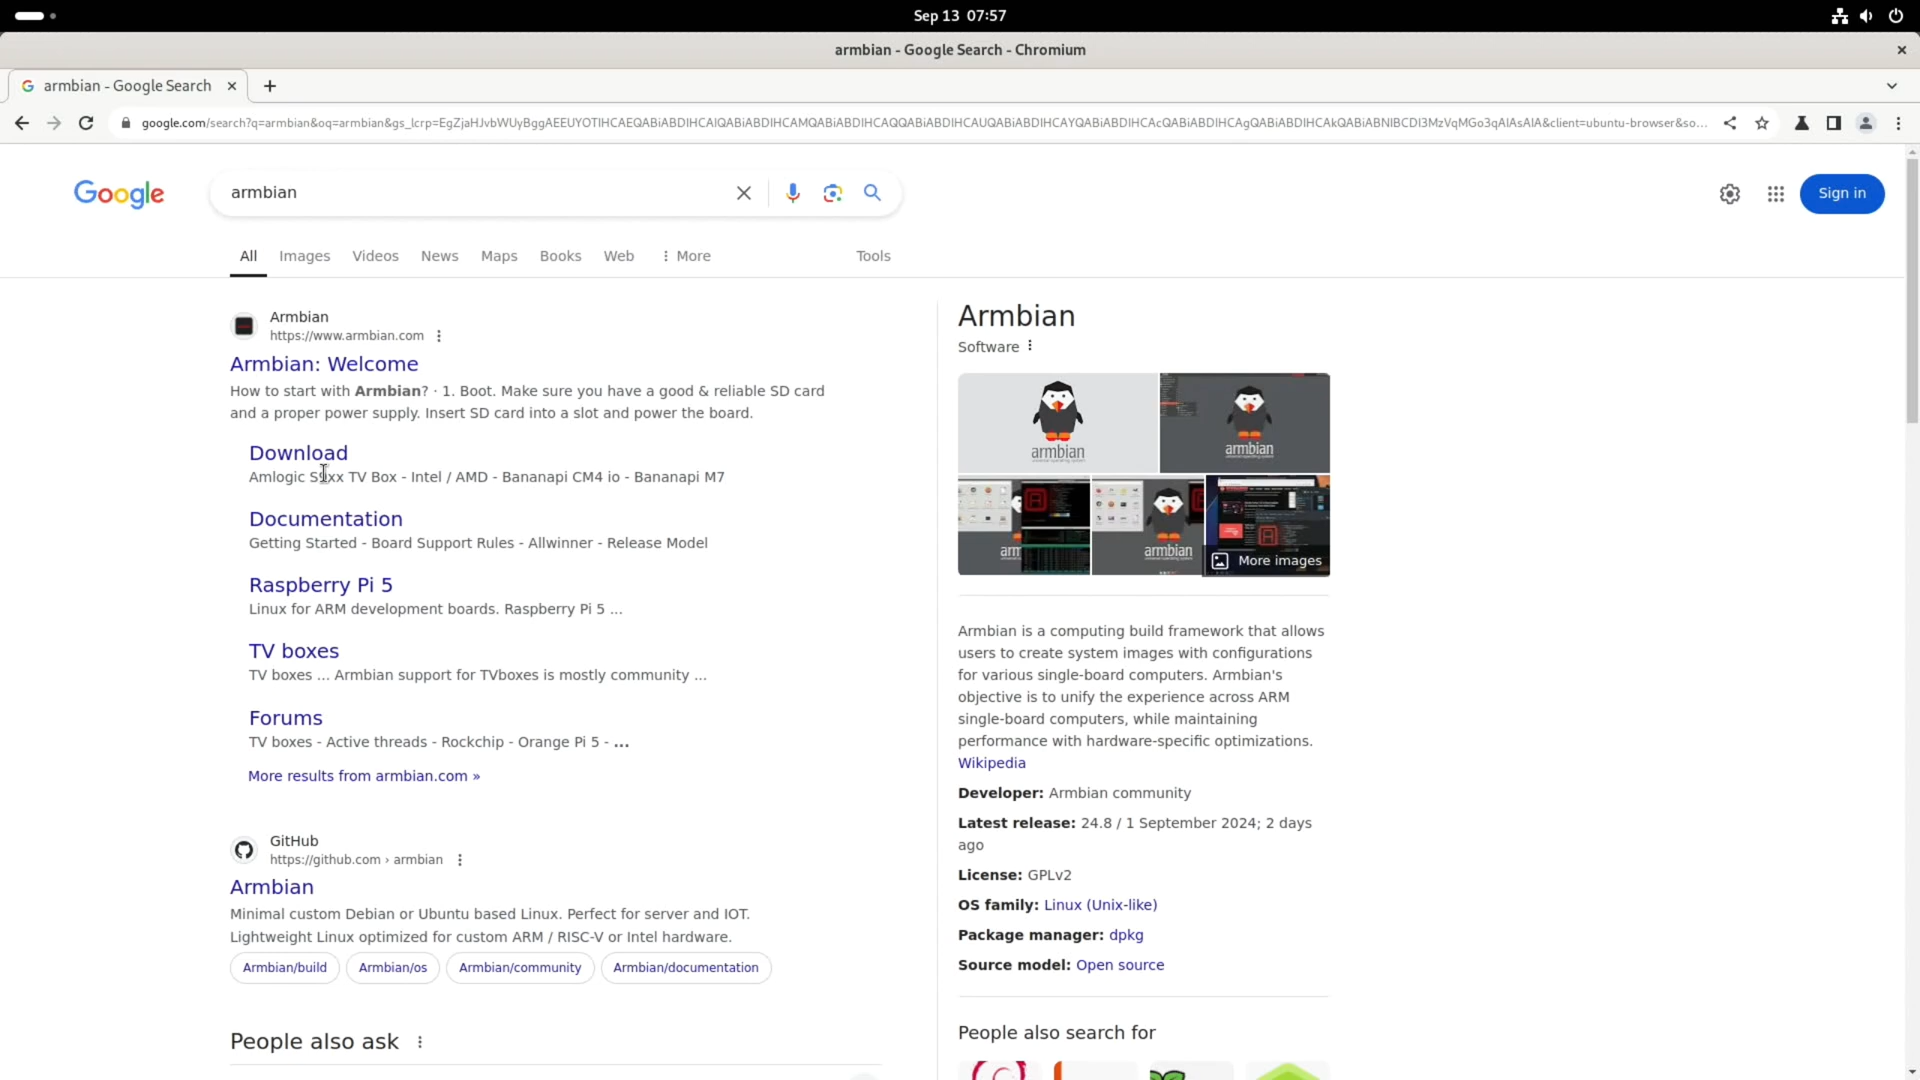 Sep 13 07:57
armbian - Google Search - Chromium
armbian - Google Search
google.com/search?q=armbian&oq=armbian&gs_lcrp=EgZjaHJvbWUyBggAEEUYOTIHCAEQABiABDIHCAIQABiABDIHCAMQABiABDIHCAQQABiABDIHCAUQABiABDIHCAYQABiABDIHCAcQABiABDIHCAgQABiABDIHCAkQABiABNIBCDI3MzVqMGo3qAIAsAIA&client=ubuntu-browser&so...
Google
armbian
Sign in
All Images Videos News Maps Books Web More Tools
Armbian
https://www.armbian.com
Armbian: Welcome
How to start with Armbian? · 1. Boot. Make sure you have a good & reliable SD card
and a proper power supply. Insert SD card into a slot and power the board.
Download
Amlogic S9xx TV Box - Intel / AMD - Bananapi CM4 io - Bananapi M7
Documentation
Getting Started - Board Support Rules - Allwinner - Release Model
Raspberry Pi 5
Linux for ARM development boards. Raspberry Pi 5 ...
TV boxes
TV boxes ... Armbian support for TVboxes is mostly community ...
Forums
TV boxes - Active threads - Rockchip - Orange Pi 5 - ...
More results from armbian.com »
GitHub
https://github.com › armbian
Armbian
Minimal custom Debian or Ubuntu based Linux. Perfect for server and IOT.
Lightweight Linux optimized for custom ARM / RISC-V or Intel hardware.
Armbian/build Armbian/os Armbian/community Armbian/documentation
People also ask
Armbian
Software
armbian
armbian
arm
armbian
More images
Armbian is a computing build framework that allows
users to create system images with configurations
for various single-board computers. Armbian's
objective is to unify the experience across ARM
single-board computers, while maintaining
performance with hardware-specific optimizations.
Wikipedia
Developer: Armbian community
Latest release: 24.8 / 1 September 2024; 2 days
ago
License: GPLv2
OS family: Linux (Unix-like)
Package manager: dpkg
Source model: Open source
People also search for